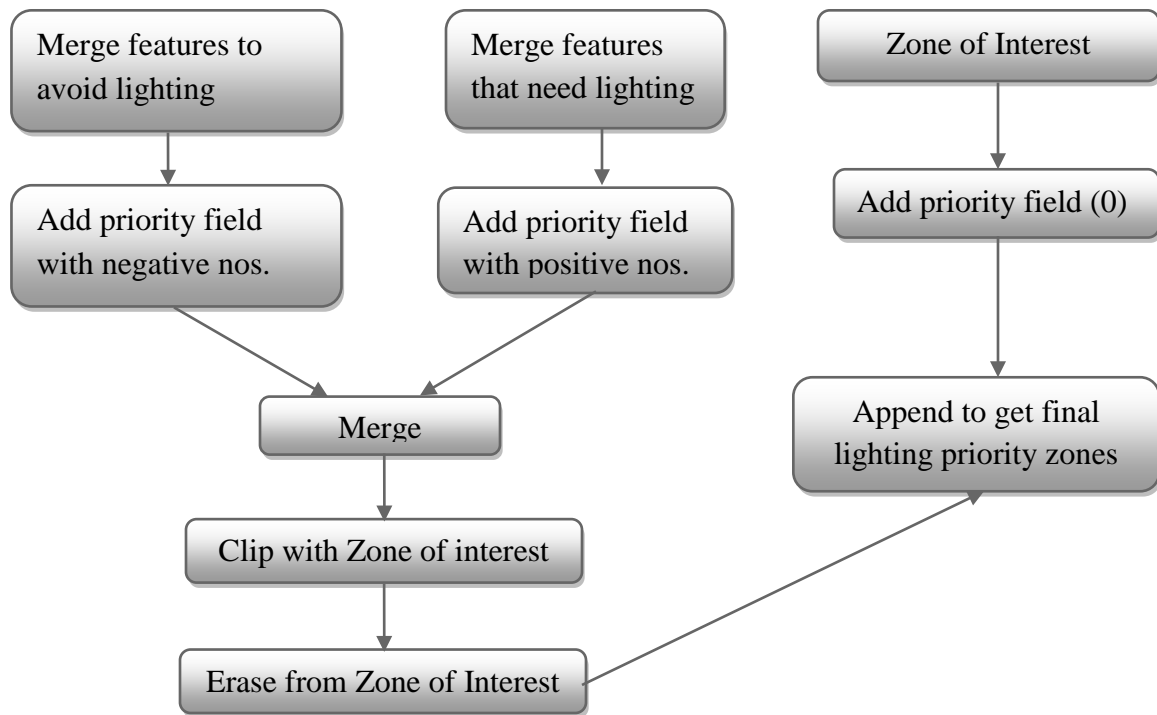 Merge features to
avoid lighting
Merge features
that need lighting
Zone of Interest
Add priority field
with negative nos.
Add priority field
with positive nos.
Add priority field (0)
Merge
Append to get final
lighting priority zones
Clip with Zone of interest
Erase from Zone of Interest